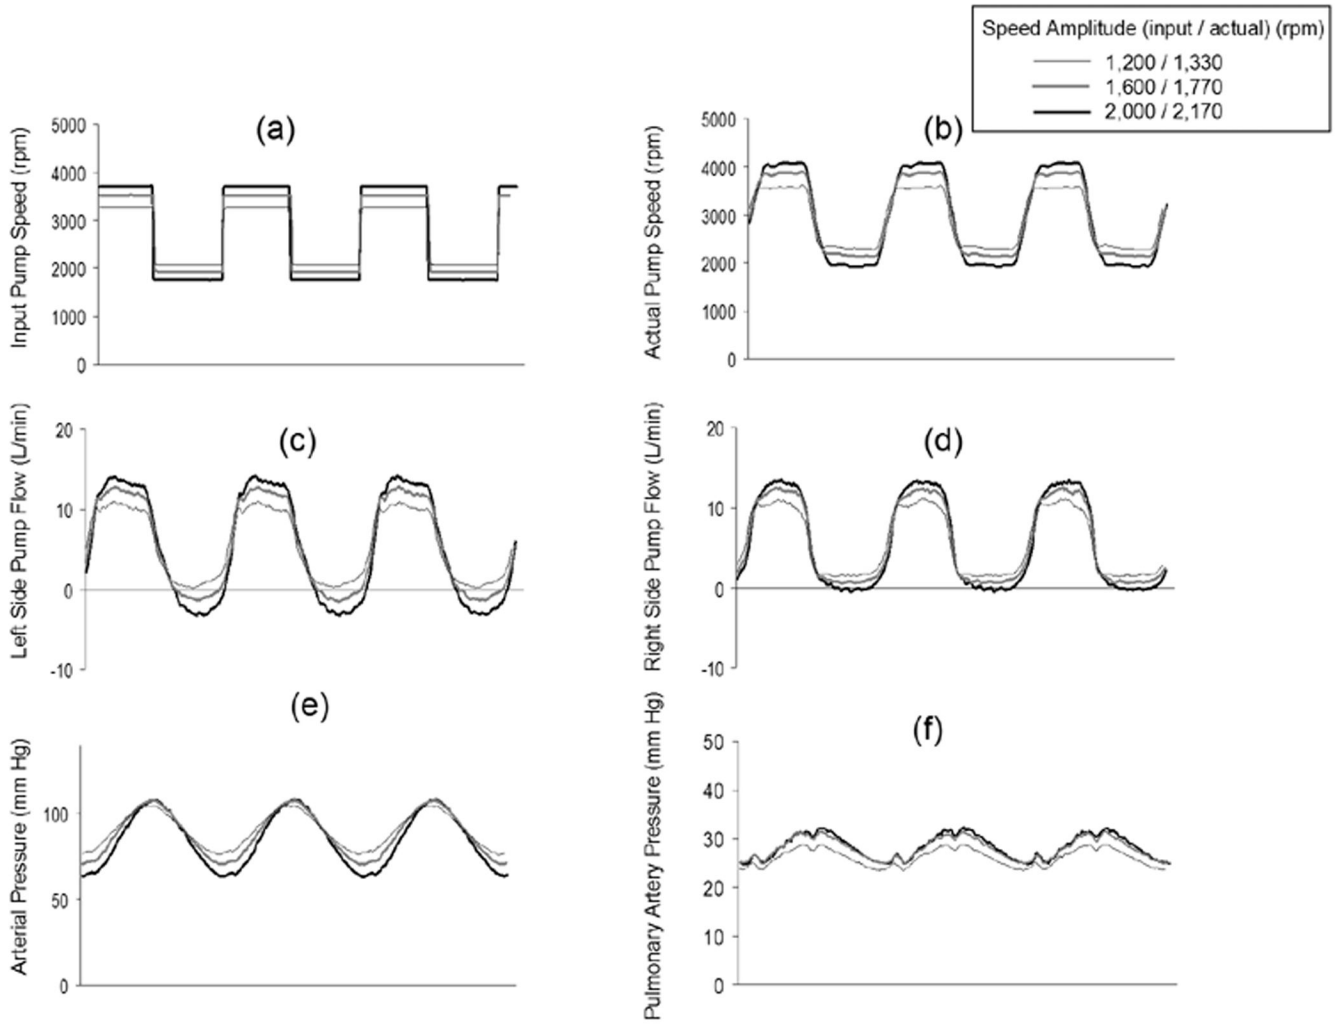 Speed Amplitude (input / actual) (rpm)
1,200 / 1,330
1,600 / 1,770
2,000 / 2,170
(a)
Input Pump Speed (rpm)
5000
4000
3000
2000
1000
0
(b)
Actual Pump Speed (rpm)
5000
4000
3000
2000
1000
0
(c)
Left Side Pump Flow (L/min)
20
10
0
-10
(d)
Right Side Pump Flow (L/min)
20
10
0
-10
(e)
Arterial Pressure (mm Hg)
100
50
0
(f)
Pulmonary Artery Pressure (mm Hg)
50
40
30
20
10
0